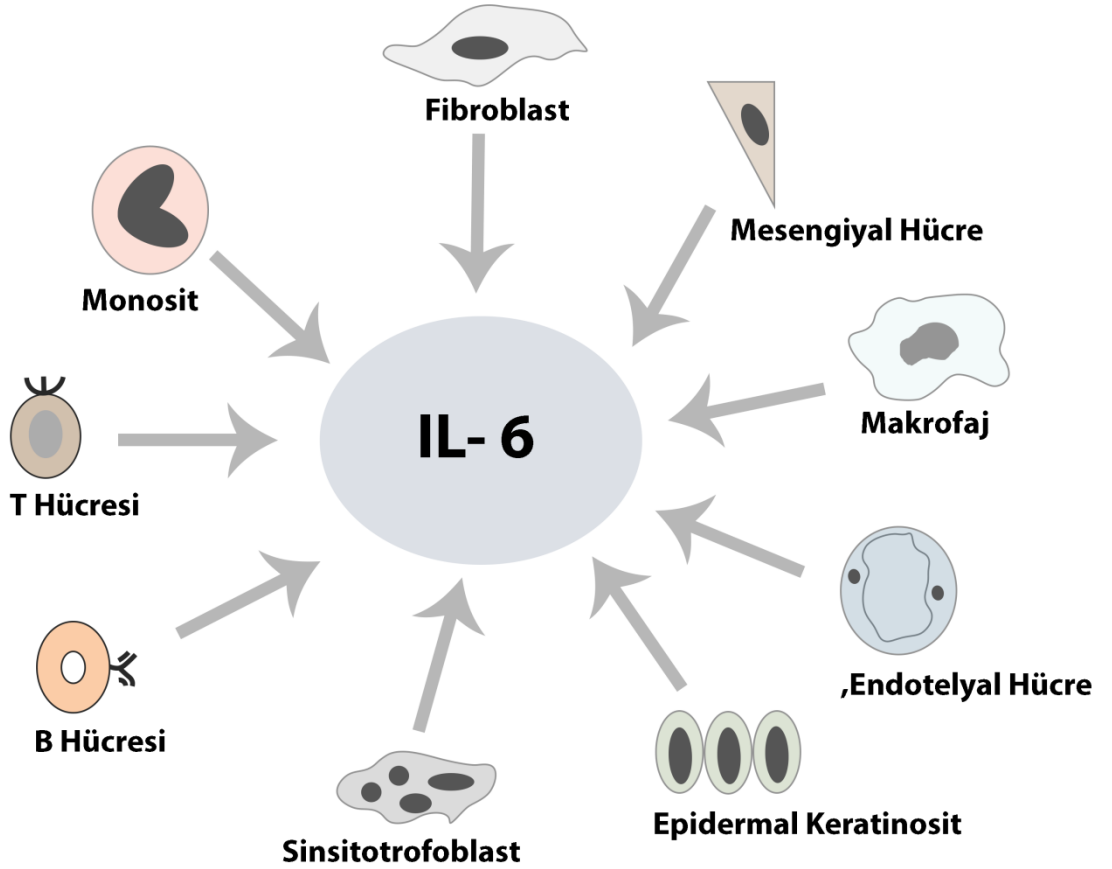 Fibroblast
Mesengiyal Hücre
Monosit
Makrofaj
IL- 6
T Hücresi
,Endotelyal Hücre
B Hücresi
Epidermal Keratinosit
Sinsitotrofoblast